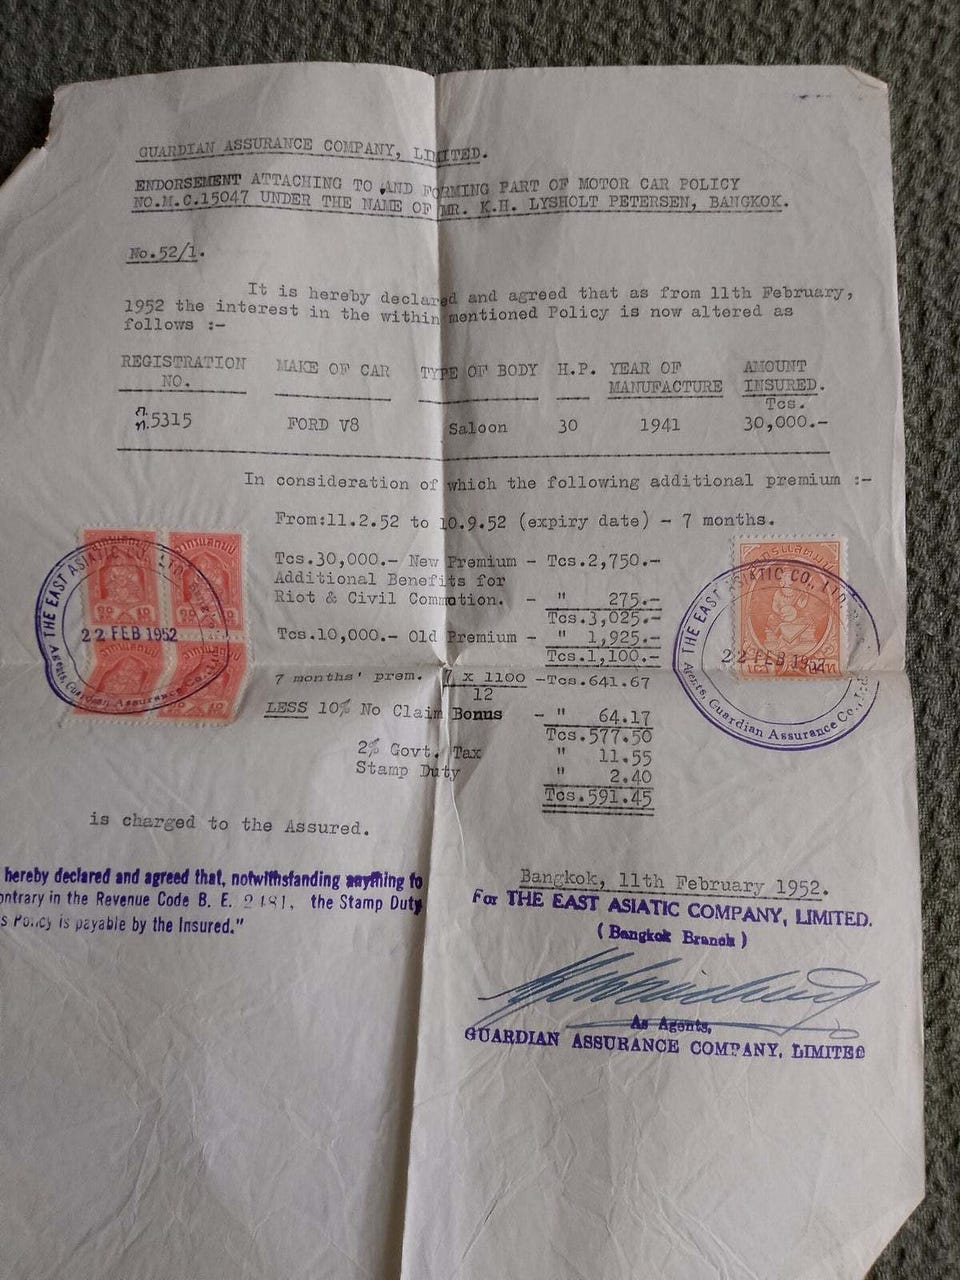 GUARDIAN ASSURANCE COMPANY, LIMITED.
ENDORSEMENT ATTACHING TO AND FORMING PART OF MOTOR CAR POLICY
NO.M.C.15047 UNDER THE NAME OF MR. K.H. LYSHOLT PETERSEN, BANGKOK.
No.52/1.
It is hereby declared and agreed that as from 11th February,
1952 the interest in the within mentioned Policy is now altered as
follows :-
REGISTRATION NO. MAKE OF CAR TYPE OF BODY H.P. YEAR OF MANUFACTURE AMOUNT INSURED.
Tcs.
5315 FORD V8 Saloon 30 1941 30,000.-
In consideration of which the following additional premium :-
From:11.2.52 to 10.9.52 (expiry date) - 7 months.
Tcs.30,000.- New Premium - Tcs.2,750.-
Additional Benefits for
Riot & Civil Commotion. - " 275.-
Tcs.3,025.-
Tcs.10,000.- Old Premium - " 1,925.-
Tcs.1,100.-
7 months' prem. 7 x 1100 -Tcs.641.67
12
LESS 10% No Claim Bonus - " 64.17
Tcs.577.50
2% Govt. Tax " 11.55
Stamp Duty " 2.40
Tcs.591.45
is charged to the Assured.
THE EAST ASIATIC CO., LTD.
22 FEB 1952
Agents, Guardian Assurance Co., Ltd.
THE EAST ASIATIC CO., LTD.
22 FEB 1952
Agents, Guardian Assurance Co., Ltd.
hereby declared and agreed that, notwithstanding anything to
ontrary in the Revenue Code B. E. 2481, the Stamp Duty
s Policy is payable by the Insured."
Bangkok, 11th February 1952.
For THE EAST ASIATIC COMPANY, LIMITED.
(Bangkok Branch)
As Agents,
GUARDIAN ASSURANCE COMPANY, LIMITED